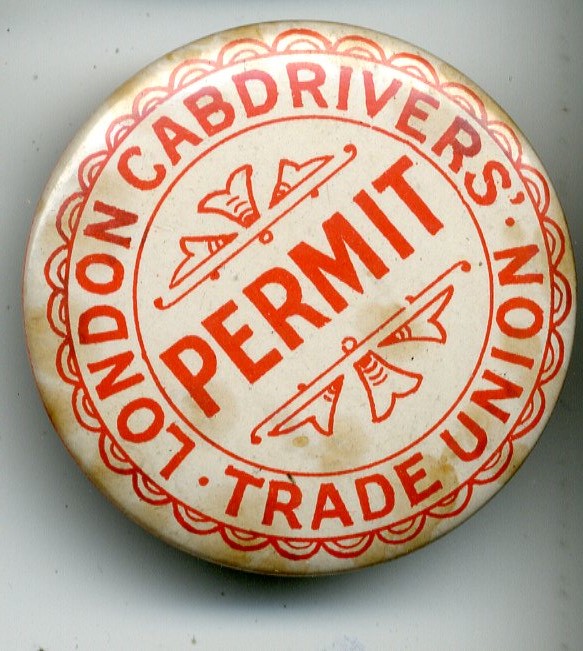 LONDON CABDRIVERS'
· TRADE UNION ·
PERMIT